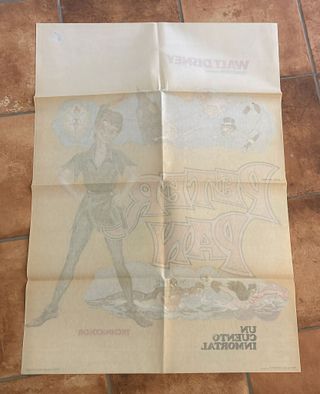 WALT DISNEY
PETER
PAN
UN
CUENTO
INMORTAL
TECHNICOLOR